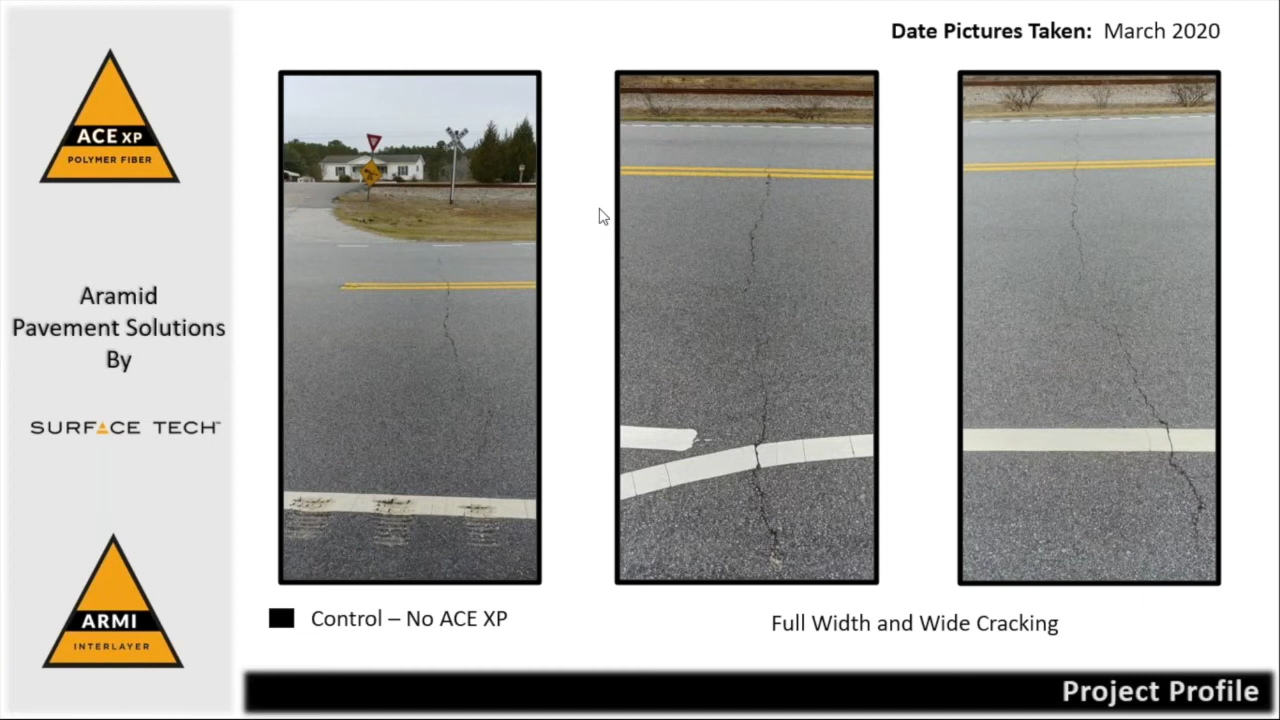 Date Pictures Taken: March 2020
ACE XP
POLYMER FIBER
Aramid
Pavement Solutions
By
SURFACE TECH™
ARMI
INTERLAYER
Control – No ACE XP
Full Width and Wide Cracking
Project Profile